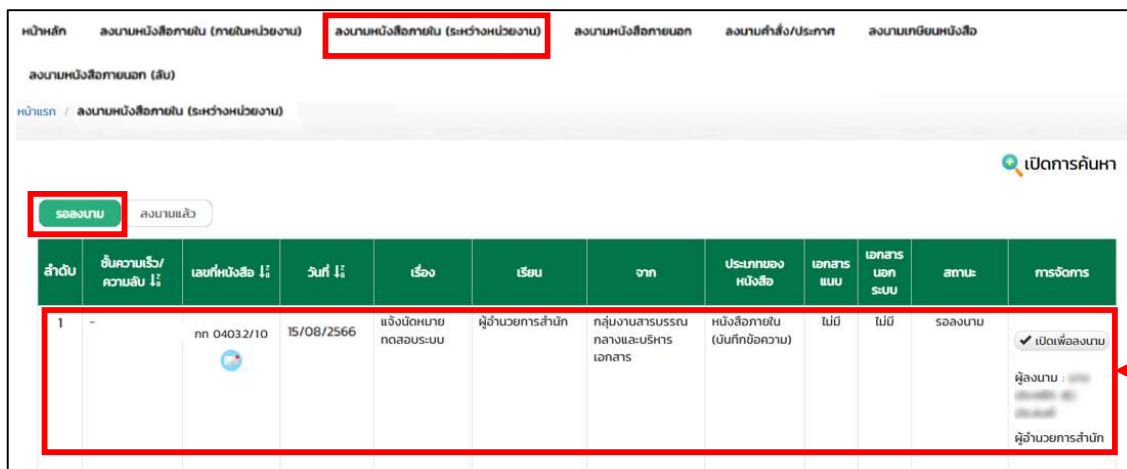 หน้าหลัก ลงนามหนังสือภายใน (ภายในหน่วยงาน) ลงนามหนังสือภายใน (ระหว่างหน่วยงาน) ลงนามหนังสือภายนอก ลงนามคำสั่ง/ประกาศ ลงนามเกษียนหนังสือ
ลงนามหนังสือภายนอก (ลับ)
หน้าแรก / ลงนามหนังสือภายใน (ระหว่างหน่วยงาน)
เปิดการค้นหา
รอลงนาม ลงนามแล้ว
ลำดับ ชั้นความเร็ว/ความลับ เลขที่หนังสือ วันที่ เรื่อง เรียน จาก ประเภทของหนังสือ เอกสารแนบ เอกสารนอกระบบ สถานะ การจัดการ
1 - กก 0403.2/10 15/08/2566 แจ้งนัดหมาย ผู้อำนวยการสำนัก กลุ่มงานสารบรรณ หนังสือภายใน ไม่มี ไม่มี รอลงนาม
ทดสอบระบบ กลางและบริหาร (บันทึกข้อความ) เปิดเพื่อลงนาม
เอกสาร
ผู้ลงนาม :
ผู้อำนวยการสำนัก